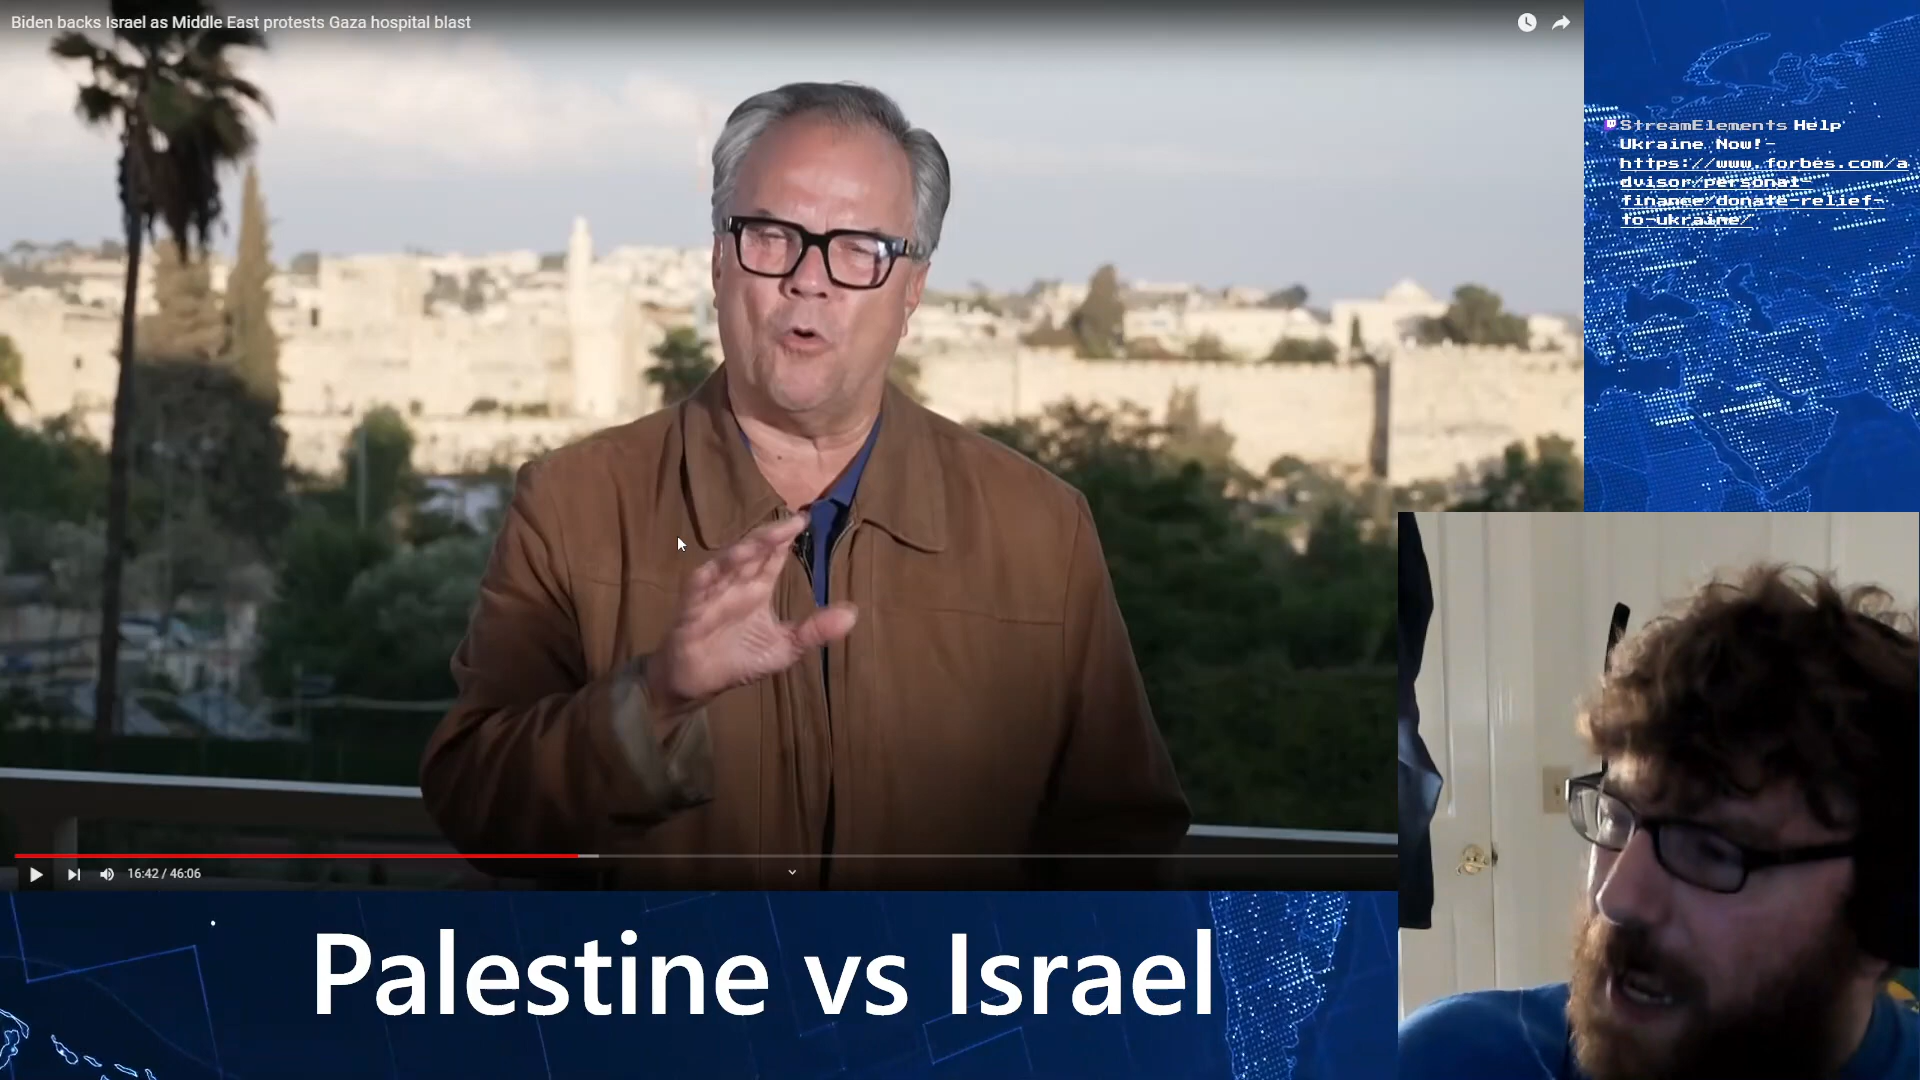 Biden backs Israel as Middle East protests Gaza hospital blast
StreamElements Help
Ukraine Now!-
https://www.forbes.com/a
dvisor/personal-
finance/donate-relief-
to-ukraine/
16:42 / 46:06
Palestine vs Israel